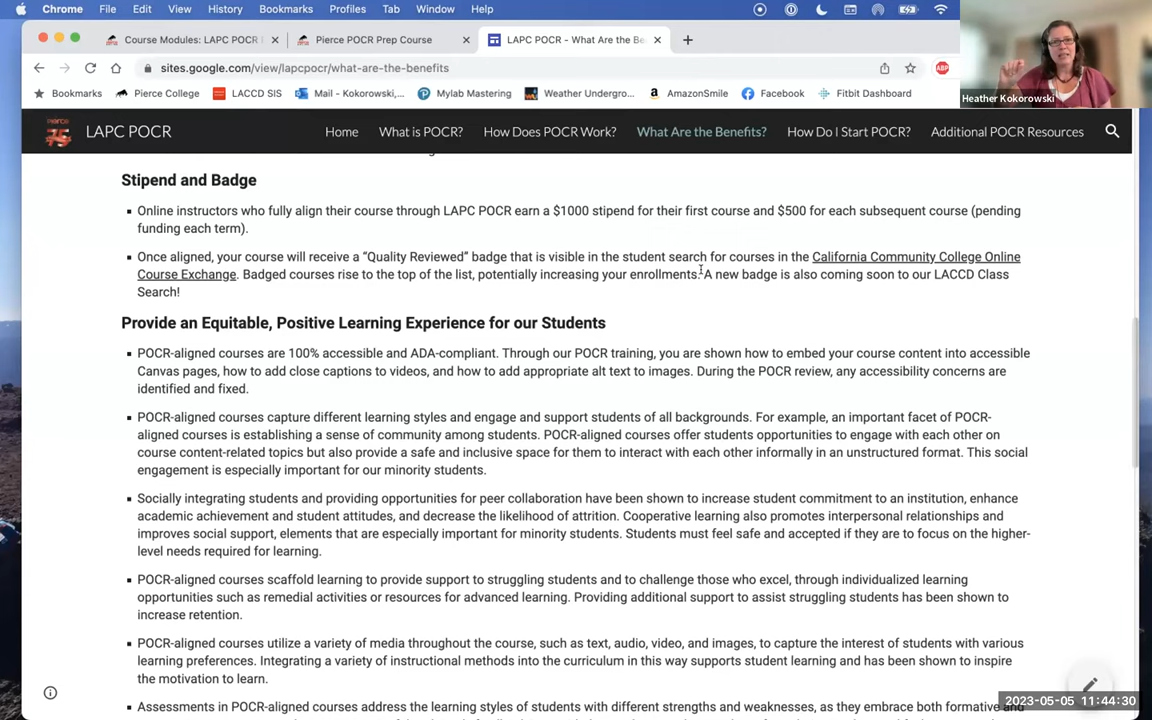 Chrome File Edit View History Bookmarks Profiles Tab Window Help
Course Modules: LAPC POCR
Pierce POCR Prep Course
LAPC POCR - What Are the Be
sites.google.com/view/lapcpocr/what-are-the-benefits
ABP
Bookmarks Pierce College LACCD SIS Mail - Kokorowski,... Mylab Mastering Weather Undergro... AmazonSmile Facebook Fitbit Dashboard
Heather Kokorowski
LAPC POCR Home What is POCR? How Does POCR Work? What Are the Benefits? How Do I Start POCR? Additional POCR Resources
Stipend and Badge
▪ Online instructors who fully align their course through LAPC POCR earn a $1000 stipend for their first course and $500 for each subsequent course (pending
funding each term).
▪ Once aligned, your course will receive a "Quality Reviewed" badge that is visible in the student search for courses in the California Community College Online
Course Exchange. Badged courses rise to the top of the list, potentially increasing your enrollments. A new badge is also coming soon to our LACCD Class
Search!
Provide an Equitable, Positive Learning Experience for our Students
▪ POCR-aligned courses are 100% accessible and ADA-compliant. Through our POCR training, you are shown how to embed your course content into accessible
Canvas pages, how to add close captions to videos, and how to add appropriate alt text to images. During the POCR review, any accessibility concerns are
identified and fixed.
▪ POCR-aligned courses capture different learning styles and engage and support students of all backgrounds. For example, an important facet of POCR-
aligned courses is establishing a sense of community among students. POCR-aligned courses offer students opportunities to engage with each other on
course content-related topics but also provide a safe and inclusive space for them to interact with each other informally in an unstructured format. This social
engagement is especially important for our minority students.
▪ Socially integrating students and providing opportunities for peer collaboration have been shown to increase student commitment to an institution, enhance
academic achievement and student attitudes, and decrease the likelihood of attrition. Cooperative learning also promotes interpersonal relationships and
improves social support, elements that are especially important for minority students. Students must feel safe and accepted if they are to focus on the higher-
level needs required for learning.
▪ POCR-aligned courses scaffold learning to provide support to struggling students and to challenge those who excel, through individualized learning
opportunities such as remedial activities or resources for advanced learning. Providing additional support to assist struggling students has been shown to
increase retention.
▪ POCR-aligned courses utilize a variety of media throughout the course, such as text, audio, video, and images, to capture the interest of students with various
learning preferences. Integrating a variety of instructional methods into the curriculum in this way supports student learning and has been shown to inspire
the motivation to learn.
▪ Assessments in POCR-aligned courses address the learning styles of students with different strengths and weaknesses, as they embrace both formative and
2023-05-05 11:44:30